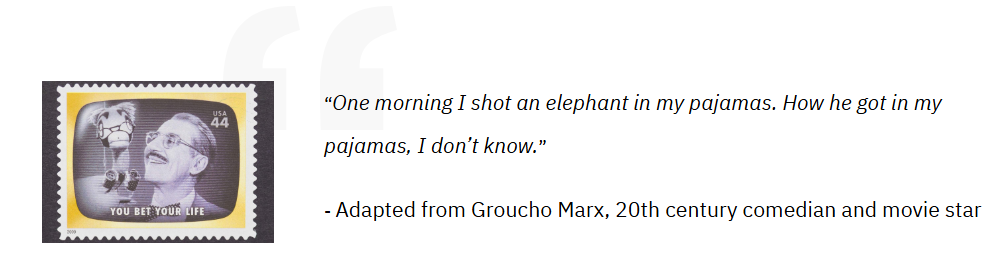 USA
44
YOU BET YOUR LIFE
2009
“One morning I shot an elephant in my pajamas. How he got in my
pajamas, I don’t know.”
- Adapted from Groucho Marx, 20th century comedian and movie star